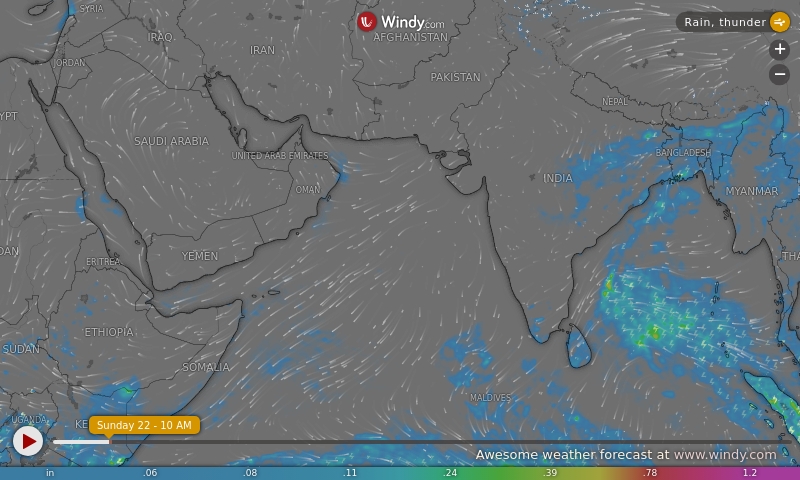 SYRIA
Windy.com
Rain, thunder
IRAQ
IRAN
AFGHANISTAN
+
JORDAN
PAKISTAN
−
NEPAL
SAUDI ARABIA
UNITED ARAB EMIRATES
BANGLADESH
OMAN
INDIA
MYANMAR
YEMEN
ERITREA
ETHIOPIA
SUDAN
SOMALIA
MALDIVES
UGANDA
Sunday 22 - 10 AM
Awesome weather forecast at www.windy.com
in .06 .08 .11 .24 .39 .78 1.2